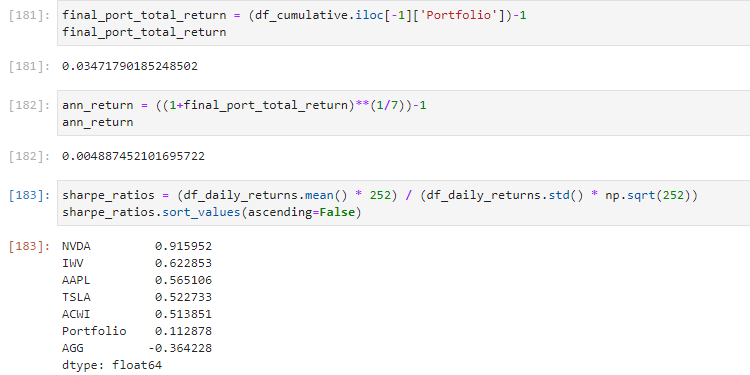 [181]: final_port_total_return = (df_cumulative.iloc[-1]['Portfolio'])-1
final_port_total_return
[181]: 0.03471790185248502
[182]: ann_return = ((1+final_port_total_return)**(1/7))-1
ann_return
[182]: 0.004887452101695722
[183]: sharpe_ratios = (df_daily_returns.mean() * 252) / (df_daily_returns.std() * np.sqrt(252))
sharpe_ratios.sort_values(ascending=False)
[183]: NVDA 0.915952
IWV 0.622853
AAPL 0.565106
TSLA 0.522733
ACWI 0.513851
Portfolio 0.112878
AGG -0.364228
dtype: float64